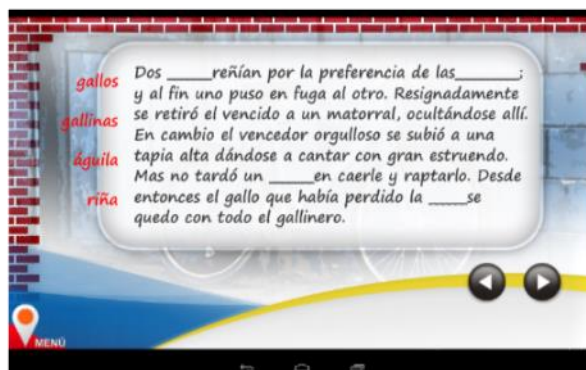 gallos
gallinas
águila
riña
Dos ______reñían por la preferencia de las________;
y al fin uno puso en fuga al otro. Resignadamente
se retiró el vencido a un matorral, ocultándose allí.
En cambio el vencedor orgulloso se subió a una
tapia alta dándose a cantar con gran estruendo.
Mas no tardó un ______en caerle y raptarlo. Desde
entonces el gallo que había perdido la _____se
quedo con todo el gallinero.
MENÚ